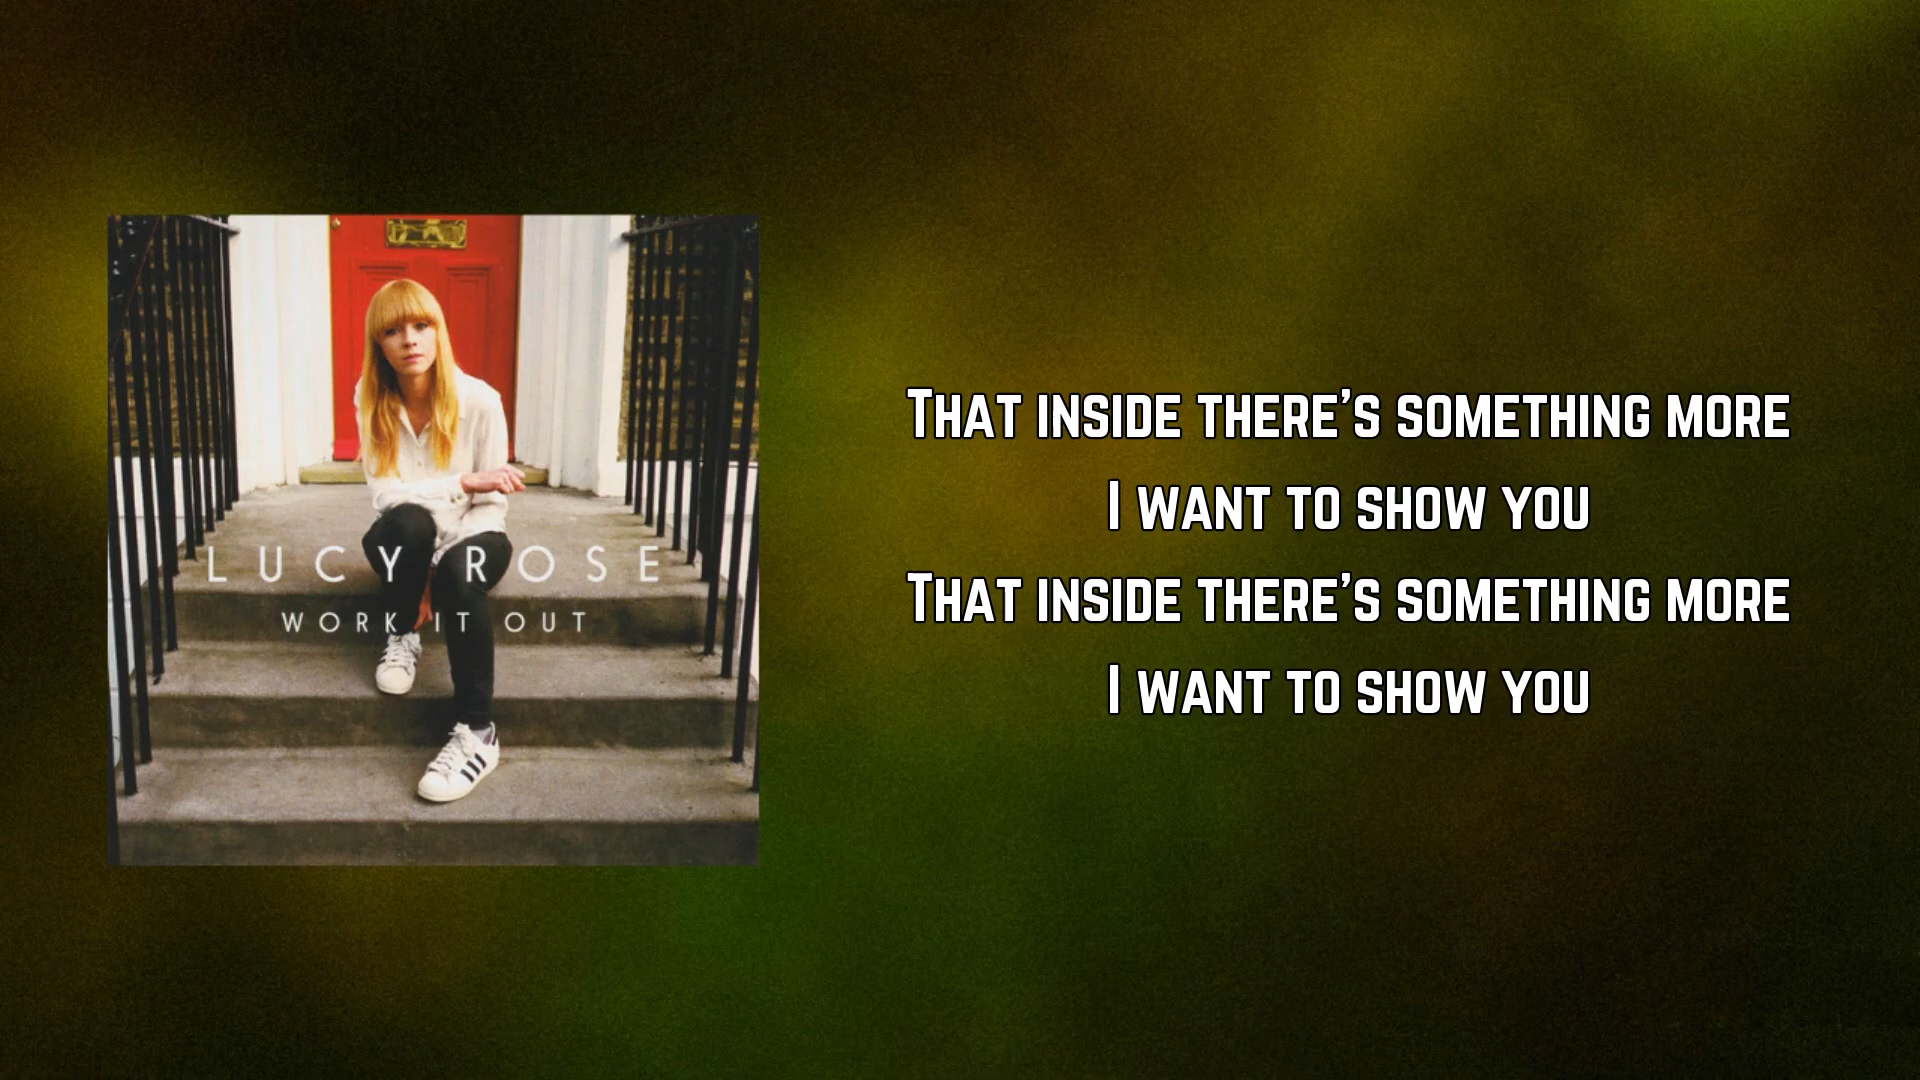 LUCY ROSE
WORK IT OUT
That inside there's something more
I want to show you
That inside there's something more
I want to show you